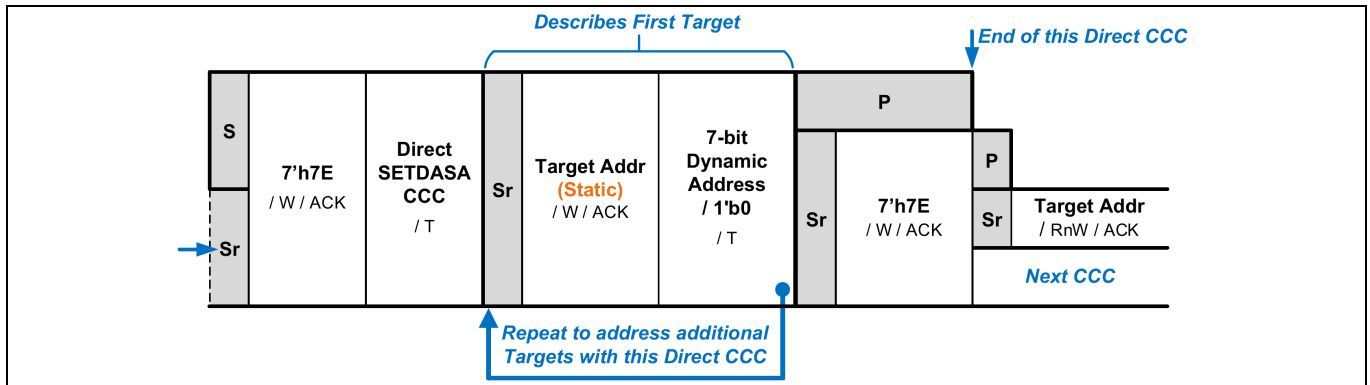 Describes First Target
End of this Direct CCC
S
Sr
7’h7E
/ W / ACK
Direct
SETDASA
CCC
/ T
Sr
Target Addr
(Static)
/ W / ACK
7-bit
Dynamic
Address
/ 1'b0
/ T
P
Sr
7’h7E
/ W / ACK
P
Sr
Target Addr
/ RnW / ACK
Next CCC
Repeat to address additional
Targets with this Direct CCC